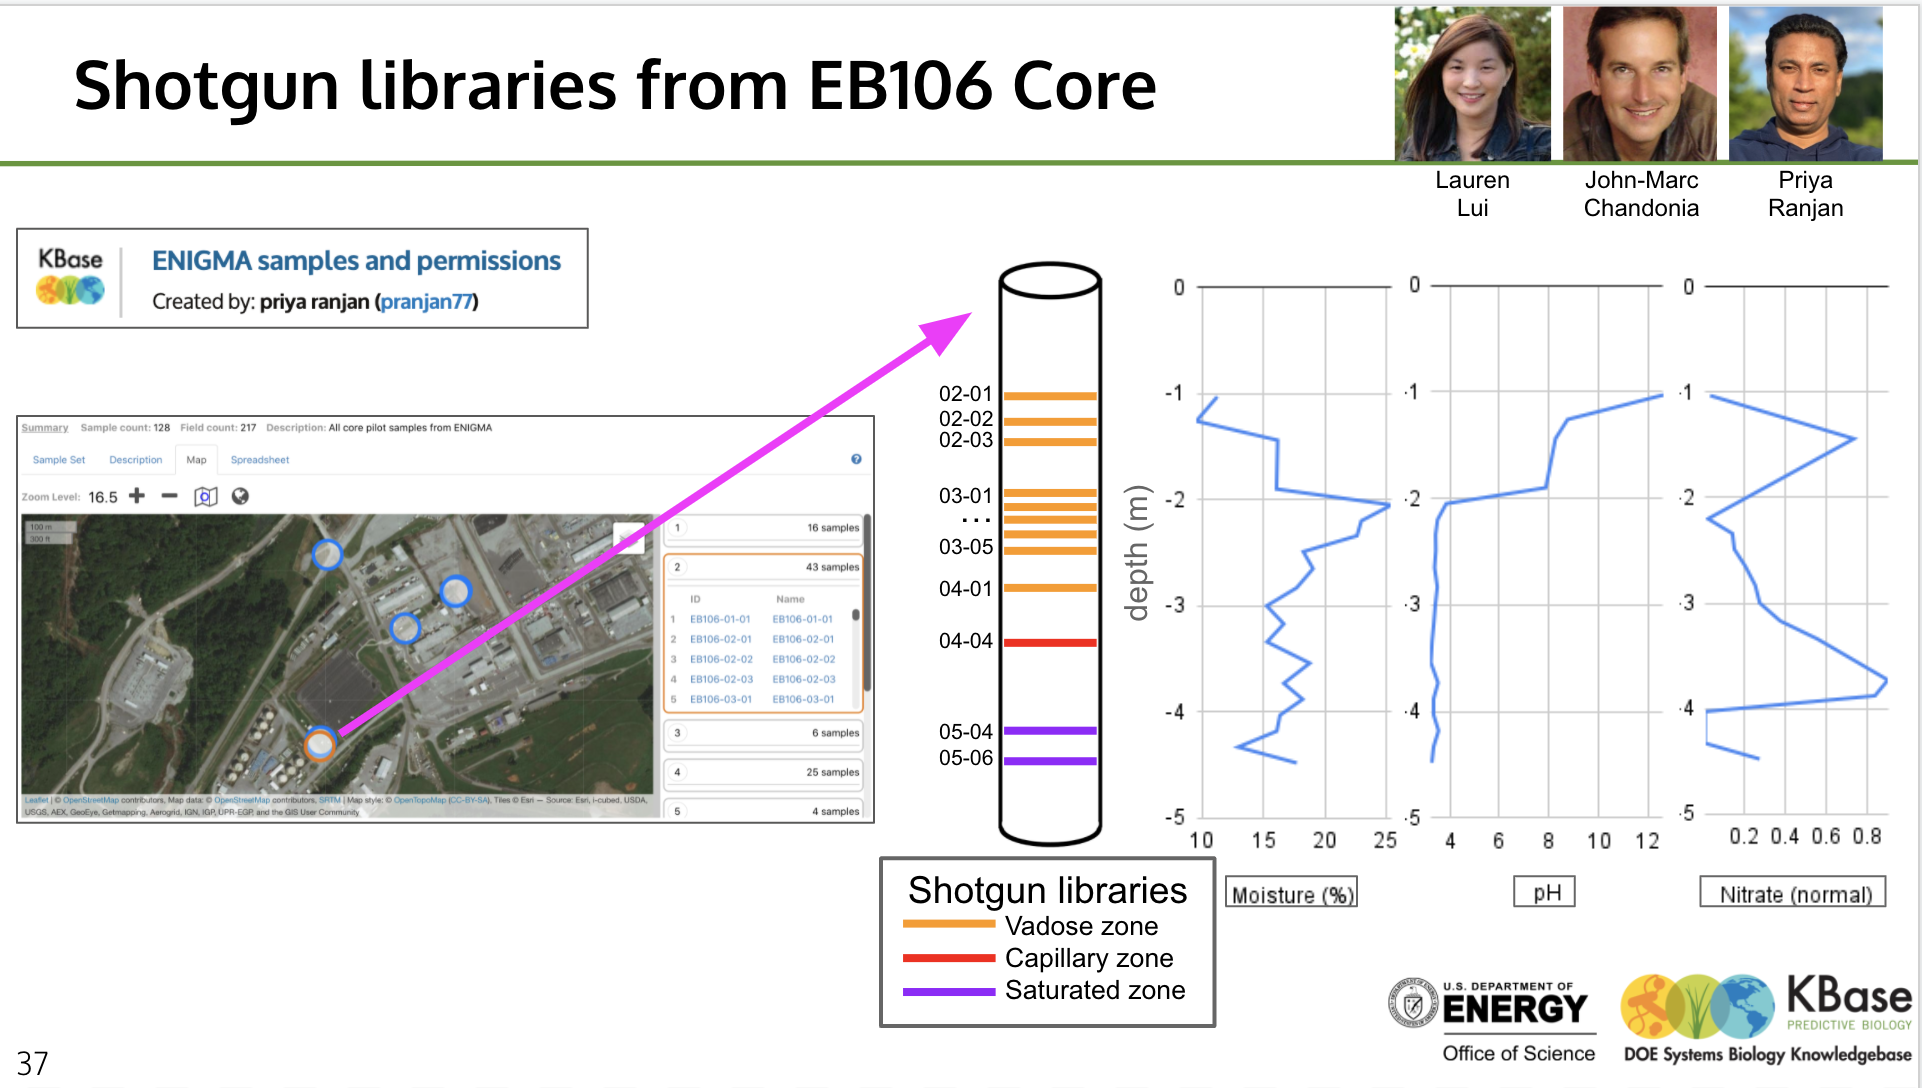 Shotgun libraries from EB106 Core
Lauren
Lui
John-Marc
Chandonia
Priya
Ranjan
KBase
ENIGMA samples and permissions
Created by: priya ranjan (pranjan77)
Summary Sample count: 128 Field count: 217 Description: All core pilot samples from ENIGMA
Sample Set Description Map Spreadsheet
Zoom Level: 16.5
100 m
300 ft
1 16 samples
2 43 samples
ID Name
1 EB106-01-01 EB106-01-01
2 EB106-02-01 EB106-02-01
3 EB106-02-02 EB106-02-02
4 EB106-02-03 EB106-02-03
5 EB106-03-01 EB106-03-01
3 6 samples
4 25 samples
5 4 samples
Leaflet | © OpenStreetMap contributors, Map data: © OpenStreetMap contributors, SRTM | Map style: © OpenTopoMap (CC-BY-SA), Tiles © Esri — Source: Esri, i-cubed, USDA,
USGS, AEX, GeoEye, Getmapping, Aerogrid, IGN, IGP, UPR-EGP, and the GIS User Community
02-01
02-02
02-03
03-01
...
03-05
04-01
04-04
05-04
05-06
depth (m)
0
-1
-2
-3
-4
-5
10 15 20 25
Moisture (%)
0
-1
-2
-3
-4
-5
4 6 8 10 12
pH
0
-1
-2
-3
-4
-5
0.2 0.4 0.6 0.8
Nitrate (normal)
Shotgun libraries
Vadose zone
Capillary zone
Saturated zone
U.S. DEPARTMENT OF
ENERGY
Office of Science
KBase
PREDICTIVE BIOLOGY
DOE Systems Biology Knowledgebase
37